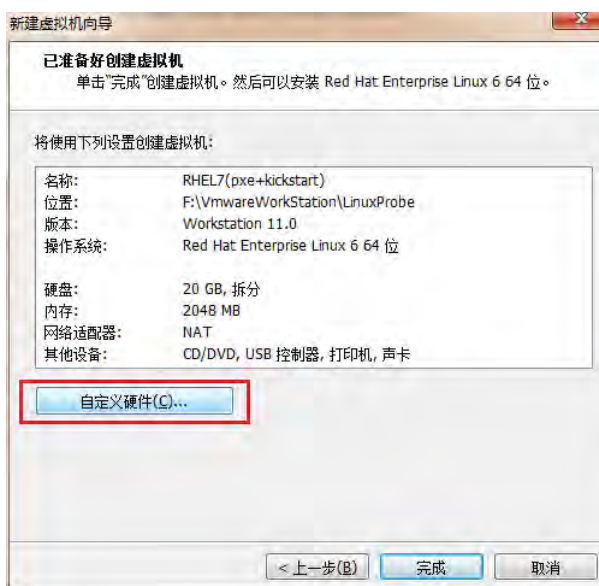 新建虚拟机向导
已准备好创建虚拟机
单击"完成"创建虚拟机。然后可以安装 Red Hat Enterprise Linux 6 64 位。
将使用下列设置创建虚拟机:
名称: RHEL7(pxe+kickstart)
位置: F:\VmwareWorkStation\LinuxProbe
版本: Workstation 11.0
操作系统: Red Hat Enterprise Linux 6 64 位
硬盘: 20 GB, 拆分
内存: 2048 MB
网络适配器: NAT
其他设备: CD/DVD, USB 控制器, 打印机, 声卡
自定义硬件(C)...
< 上一步(B) 完成 取消